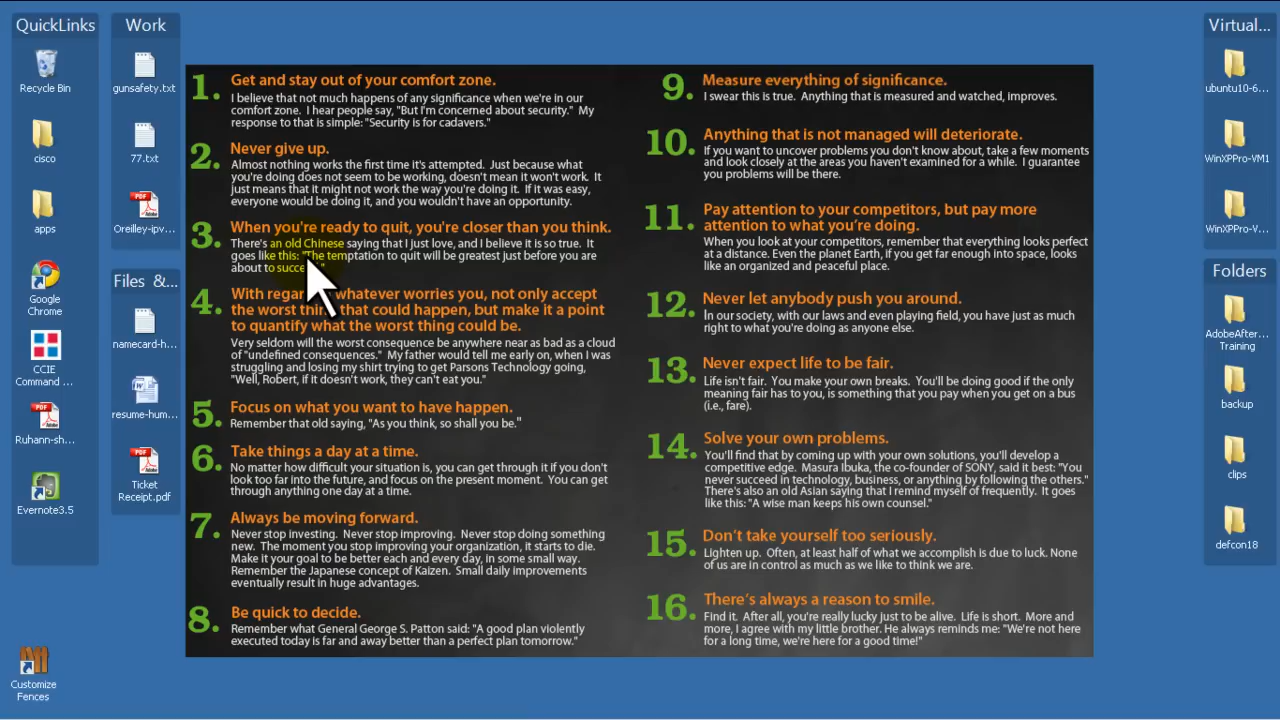 QuickLinks
Recycle Bin
cisco
apps
Google
Chrome
CCIE
Command ...
Ruhann-sh...
Evernote3.5
Customize
Fences
Work
gunsafety.txt
77.txt
Oreilley-ipv...
Files &...
namecard-h...
resume-hum...
Ticket
Receipt.pdf
1. Get and stay out of your comfort zone.
I believe that not much happens of any significance when we're in our
comfort zone. I hear people say, "But I'm concerned about security." My
response to that is simple: "Security is for cadavers."
2. Never give up.
Almost nothing works the first time it's attempted. Just because what
you're doing does not seem to be working, doesn't mean it won't work. It
just means that it might not work the way you're doing it. If it was easy,
everyone would be doing it, and you wouldn't have an opportunity.
3. When you're ready to quit, you're closer than you think.
There's an old Chinese saying that I just love, and I believe it is so true. It
goes like this: "The temptation to quit will be greatest just before you are
about to
4. With whatever worries you, not only accept
the worst that could happen, but make it a point
to quantify what the worst thing could be.
Very seldom will the worst consequence be anywhere near as bad as a cloud
of "undefined consequences." My father would tell me early on, when I was
struggling and losing my shirt trying to get Parsons Technology going,
"Well, Robert, if it doesn't work, they can't eat you."
5. Focus on what you want to have happen.
Remember that old saying, "As you think, so shall you be."
6. Take things a day at a time.
No matter how difficult your situation is, you can get through it if you don't
look too far into the future, and focus on the present moment. You can get
through anything one day at a time.
7. Always be moving forward.
Never stop investing. Never stop improving. Never stop doing something
new. The moment you stop improving your organization, it starts to die.
Make it your goal to be better each and every day, in some small way.
Remember the Japanese concept of Kaizen. Small daily improvements
eventually result in huge advantages.
8. Be quick to decide.
Remember what General George S. Patton said: "A good plan violently
executed today is far and away better than a perfect plan tomorrow."
9. Measure everything of significance.
I swear this is true. Anything that is measured and watched, improves.
10. Anything that is not managed will deteriorate.
If you want to uncover problems you don't know about, take a few moments
and look closely at the areas you haven't examined for a while. I guarantee
you problems will be there.
11. Pay attention to your competitors, but pay more
attention to what you're doing.
When you look at your competitors, remember that everything looks perfect
at a distance. Even the planet Earth, if you get far enough into space, looks
like an organized and peaceful place.
12. Never let anybody push you around.
In our society, with our laws and even playing field, you have just as much
right to what you're doing as anyone else.
13. Never expect life to be fair.
Life isn't fair. You make your own breaks. You'll be doing good if the only
meaning fair has to you, is something that you pay when you get on a bus
(i.e., fare).
14. Solve your own problems.
You'll find that by coming up with your own solutions, you'll develop a
competitive edge. Masura Ibuka, the co-founder of SONY, said it best: "You
never succeed in technology, business, or anything by following the others."
There's also an old Asian saying that I remind myself of frequently. It goes
like this: "A wise man keeps his own counsel."
15. Don't take yourself too seriously.
Lighten up. Often, at least half of what we accomplish is due to luck. None
of us are in control as much as we like to think we are.
16. There's always a reason to smile.
Find it. After all, you're really lucky just to be alive. Life is short. More and
more, I agree with my little brother. He always reminds me: "We're not here
for a long time, we're here for a good time!"
Virtual...
ubuntu10-6...
WinXPPro-VM1
WinXPPro-V...
Folders
AdobeAfter...
Training
backup
clips
defcon18